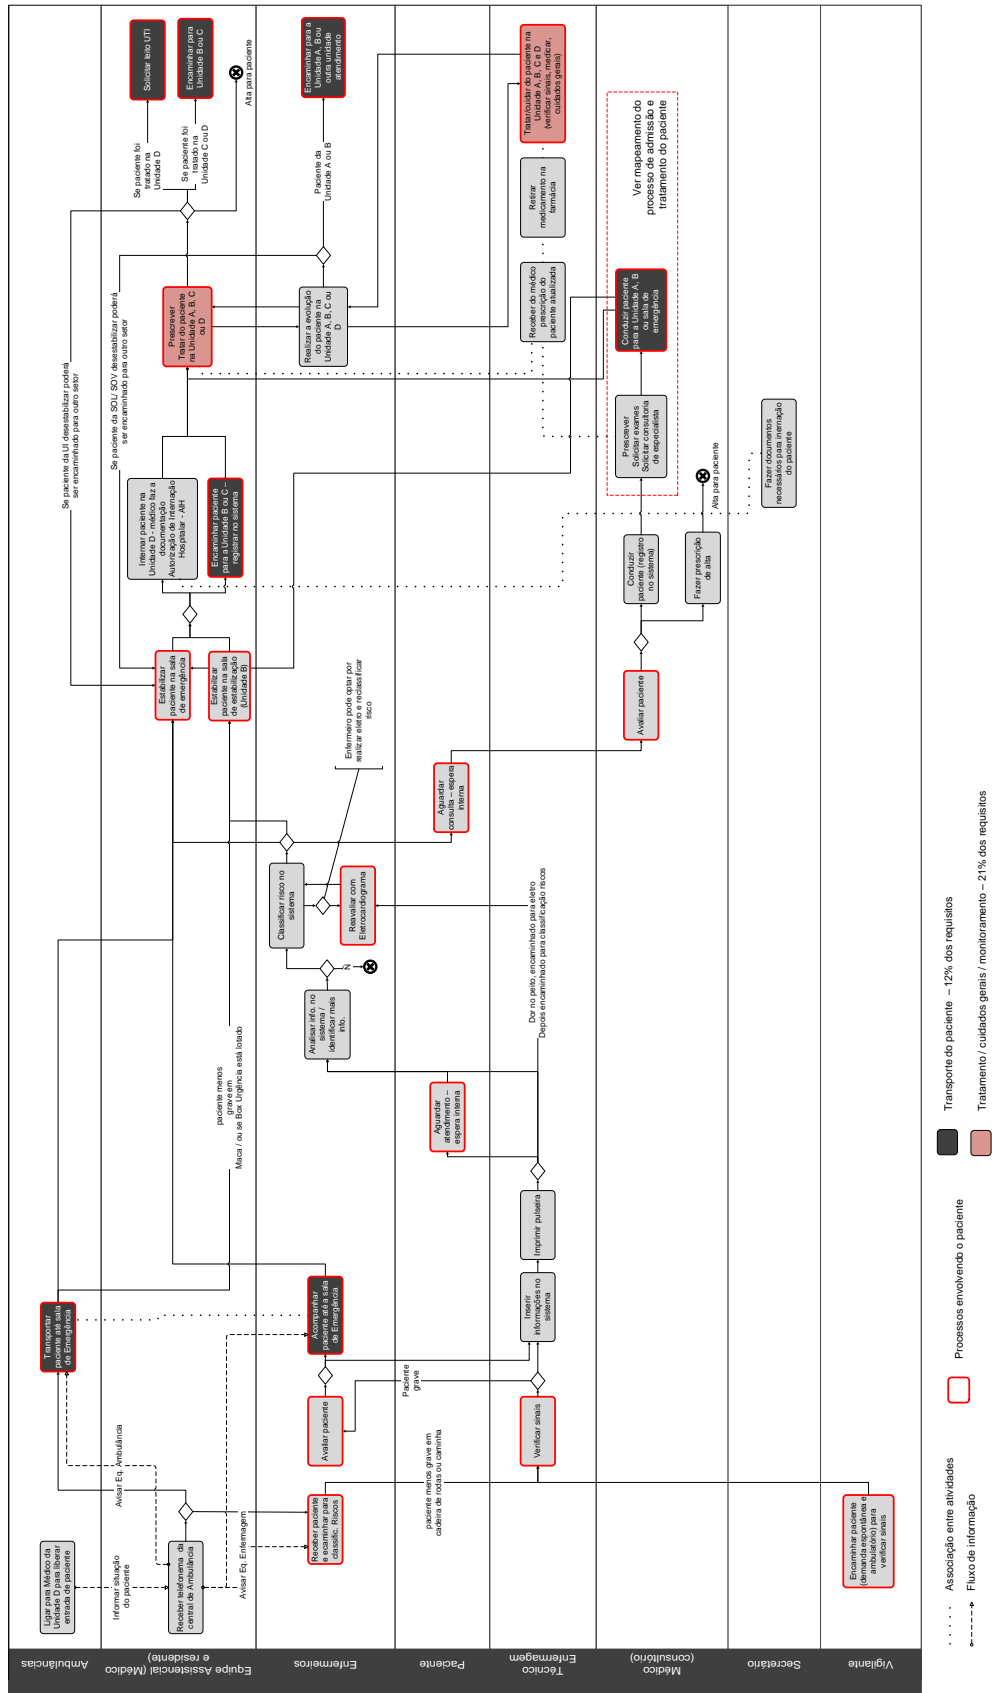 Ambulâncias
Equipe Assistencial (Médico
e residente)
Enfermeiros
Paciente
Técnico
Enfermagem
Médico
(consultório)
Secretário
Vigilante
Ligar para Médico da
Unidade D para liberar
entrada de paciente
Informar situação
do paciente
Receber telefonema da
central de Ambulância
Avisar Eq. Ambulância
Avisar Eq. Enfermagem
Transportar
paciente até sala
de Emergência
Receber paciente
e ecaminhar para
classific. Riscos
Avaliar paciente
Acompanhar
paciente até a sala
de Emergência
paciente menos grave em
cadeira de rodas ou caminha
Paciente
grave
Verificar sinais
Inserir
informações no
sistema
Imprimir pulseira
Encaminhar paciente
(demanda espontânea e
ambulatório) para
verificar sinais
Aguardar
atendimento –
espera interna
paciente menos
grave em
Maca / ou se Box Urgência está lotado
Analisar info. no
sistema /
identificar mais
info.
N
Classificar risco no
sistema
Reavaliar com
Eletrocardiograma
Dor no peito, encaminhado para eletro
Depois encaminhado para classificação riscos
Enfermeiro pode optar por
realizar eletro e reclassificar
risco
Aguardar
consulta – espera
interna
Avaliar paciente
Conduzir
paciente (registro
no sistema)
Fazer prescrição
de alta
Alta para paciente
Estabilizar
paciente na sala
de emergência
Estabilizar
paciente na sala
de estabilização
(Unidade B)
Internar paciente na
Unidade D - médico faz a
documentação
Autorização de Internação
Hospitalar - AIH
Encaminhar paciente
para a Unidade B ou C –
registrar no sistema
Se paciente da UI desestabilizar poderá
ser encaminhado para outro setor
Se paciente da SOL/ SOV desestabilizar poderá
ser encaminhado para outro setor
Fazer documentos
necessários para inernação
do paciente
Prescrever
Solicitar exames
Solicitar consultoria
de especialista
Conduzir paciente
para a Unidade A, B
ou sala de
emergência
Ver mapeamento do
processo de admissão e
tratamento do paciente
Prescrever
Tratar do paciente
na Unidade A, B, C
ou D
Realizar a evolução
do paciente na
Unidade A, B, C ou
D
Receber do médico
prescrição do
paciente atualizada
Retirar
medicamento na
farmácia
Tratar/cuidar do paciente na
Unidade A, B, C e D
(verificar sinais, medicar,
cuidados gerais)
Paciente da
Unidade A ou B
Se paciente foi
tratado na
Unidade D
Se paciente foi
tratado na
Unidade C ou D
Solicitar leito UTI
Encaminhar para
Unidade B ou C
Alta para paciente
Encaminhar para a
Unidade A, B ou
outra unidade
atendimento
Associação entre atividades
Fluxo de informação
Processos envolvendo o paciente
Transporte do paciente – 12% dos requisitos
Tratamento / cuidados gerais / monitoramento – 21% dos requisitos